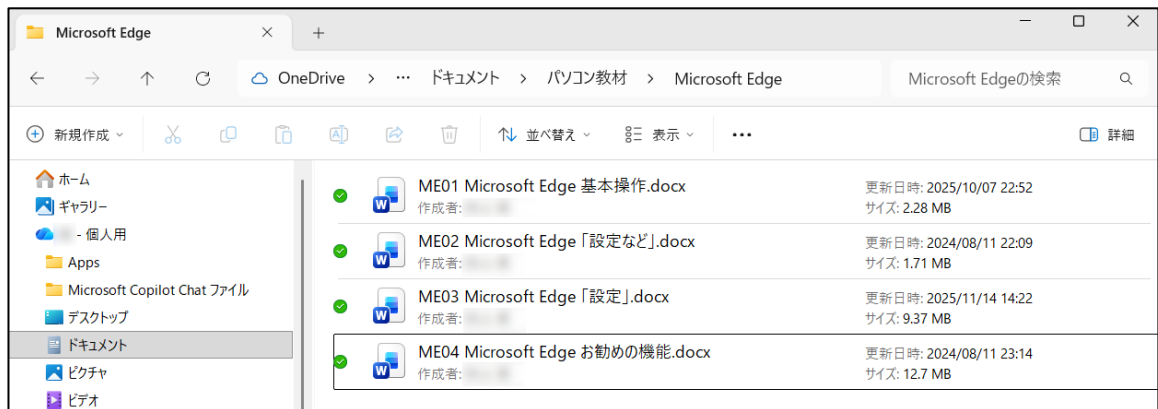 Microsoft Edge
OneDrive > … ドキュメント > パソコン教材 > Microsoft Edge
Microsoft Edgeの検索
新規作成
並べ替え
表示
詳細
ホーム
ギャラリー
- 個人用
Apps
Microsoft Copilot Chat ファイル
デスクトップ
ドキュメント
ピクチャ
ビデオ
ME01 Microsoft Edge 基本操作.docx
更新日時: 2025/10/07 22:52
作成者:
サイズ: 2.28 MB
ME02 Microsoft Edge「設定など」.docx
更新日時: 2024/08/11 22:09
作成者:
サイズ: 1.71 MB
ME03 Microsoft Edge「設定」.docx
更新日時: 2025/11/14 14:22
作成者:
サイズ: 9.37 MB
ME04 Microsoft Edge お勧めの機能.docx
更新日時: 2024/08/11 23:14
作成者:
サイズ: 12.7 MB